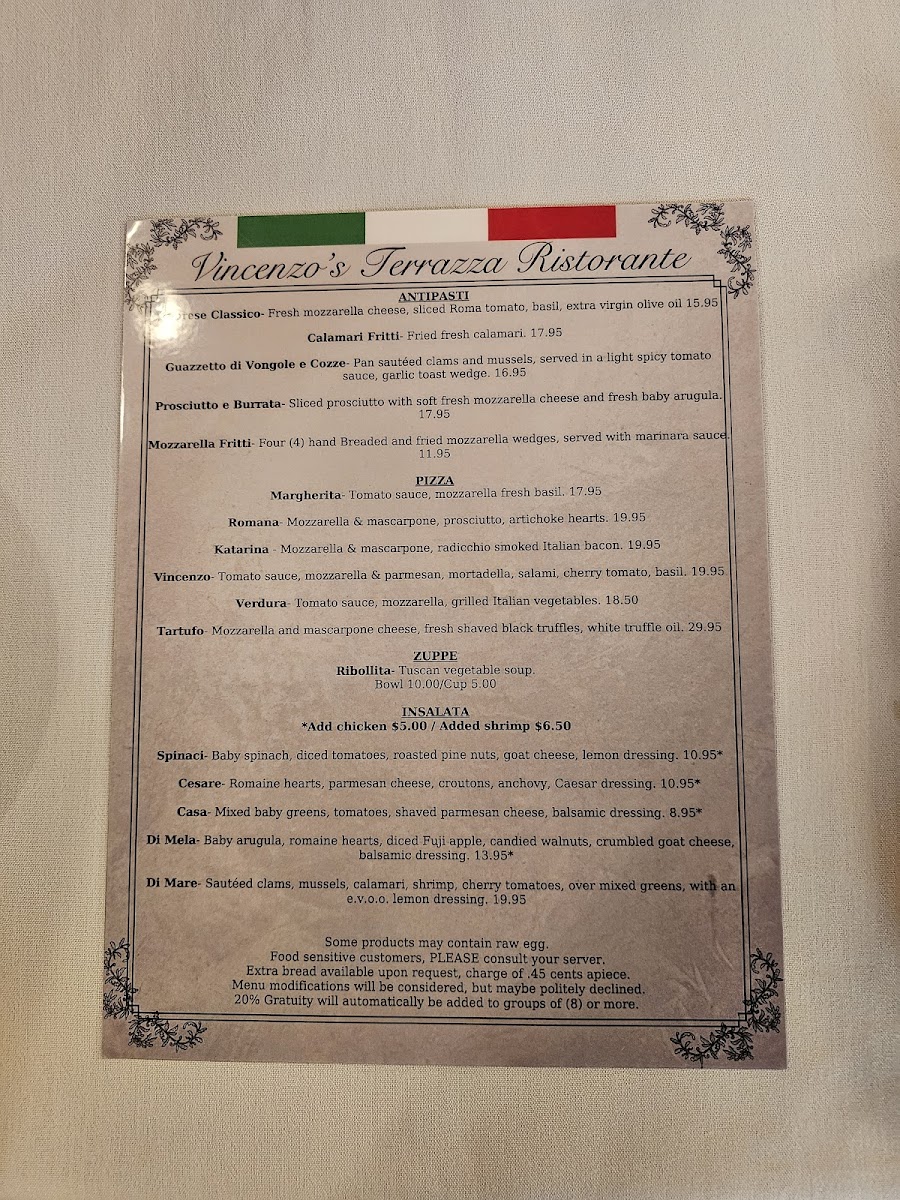 Vincenzo's Terrazza Ristorante
ANTIPASTI
Classico- Fresh mozzarella cheese, sliced Roma tomato, basil, extra virgin olive oil 15.95
Calamari Fritti- Fried fresh calamari. 17.95
Guazzetto di Vongole e Cozze- Pan sautéed clams and mussels, served in a light spicy tomato
sauce, garlic toast wedge. 16.95
Prosciutto e Burrata- Sliced prosciutto with soft fresh mozzarella cheese and fresh baby arugula.
17.95
Mozzarella Fritti- Four (4) hand Breaded and fried mozzarella wedges, served with marinara sauce.
11.95
PIZZA
Margherita- Tomato sauce, mozzarella fresh basil. 17.95
Romana- Mozzarella & mascarpone, prosciutto, artichoke hearts. 19.95
Katarina - Mozzarella & mascarpone, radicchio smoked Italian bacon. 19.95
Vincenzo- Tomato sauce, mozzarella & parmesan, mortadella, salami, cherry tomato, basil. 19.95
Verdura- Tomato sauce, mozzarella, grilled Italian vegetables. 18.50
Tartufo- Mozzarella and mascarpone cheese, fresh shaved black truffles, white truffle oil. 29.95
ZUPPE
Ribollita- Tuscan vegetable soup.
Bowl 10.00/Cup 5.00
INSALATA
*Add chicken $5.00 / Added shrimp $6.50
Spinaci- Baby spinach, diced tomatoes, roasted pine nuts, goat cheese, lemon dressing. 10.95*
Cesare- Romaine hearts, parmesan cheese, croutons, anchovy, Caesar dressing. 10.95*
Casa- Mixed baby greens, tomatoes, shaved parmesan cheese, balsamic dressing. 8.95*
Di Mela- Baby arugula, romaine hearts, diced Fuji apple, candied walnuts, crumbled goat cheese,
balsamic dressing. 13.95*
Di Mare- Sautéed clams, mussels, calamari, shrimp, cherry tomatoes, over mixed greens, with an
e.v.o.o. lemon dressing. 19.95
Some products may contain raw egg.
Food sensitive customers, PLEASE consult your server.
Extra bread available upon request, charge of .45 cents apiece.
Menu modifications will be considered, but maybe politely declined.
20% Gratuity will automatically be added to groups of (8) or more.